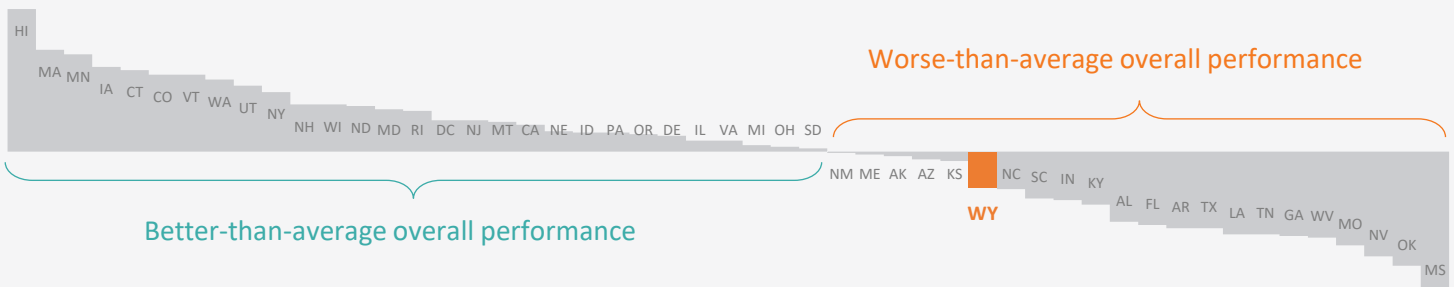 HI
MA
MN
IA
CT
CO
VT
WA
UT
NY
NH
WI
ND
MD
RI
DC
NJ
MT
CA
NE
ID
PA
OR
DE
IL
VA
MI
OH
SD
Better-than-average overall performance
Worse-than-average overall performance
NM
ME
AK
AZ
KS
WY
NC
SC
IN
KY
AL
FL
AR
TX
LA
TN
GA
WV
MO
NV
OK
MS